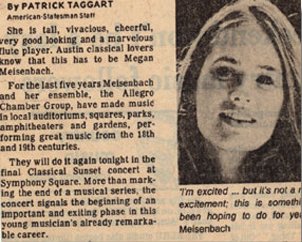 By PATRICK TAGGART
American-Statesman Staff
She is tall, vivacious, cheerful,
very good looking and a marvelous
flute player. Austin classical lovers
know that this has to be Megan
Meisenbach.
For the last five years Meisenbach
and her ensemble, the Allegro
Chamber Group, have made music
in local auditoriums, squares, parks,
amphitheaters and gardens, per-
forming great music from the 18th
and 19th centuries.
They will do it again tonight in the
final Classical Sunset concert at
Symphony Square. More than mark-
ing the end of a musical series, the
concert signals the beginning of an
important and exiting phase in this
young musician's already remarka-
ble career.
'I'm excited ... but it's not a
excitement; this is
been hoping to do for
Meisenbach